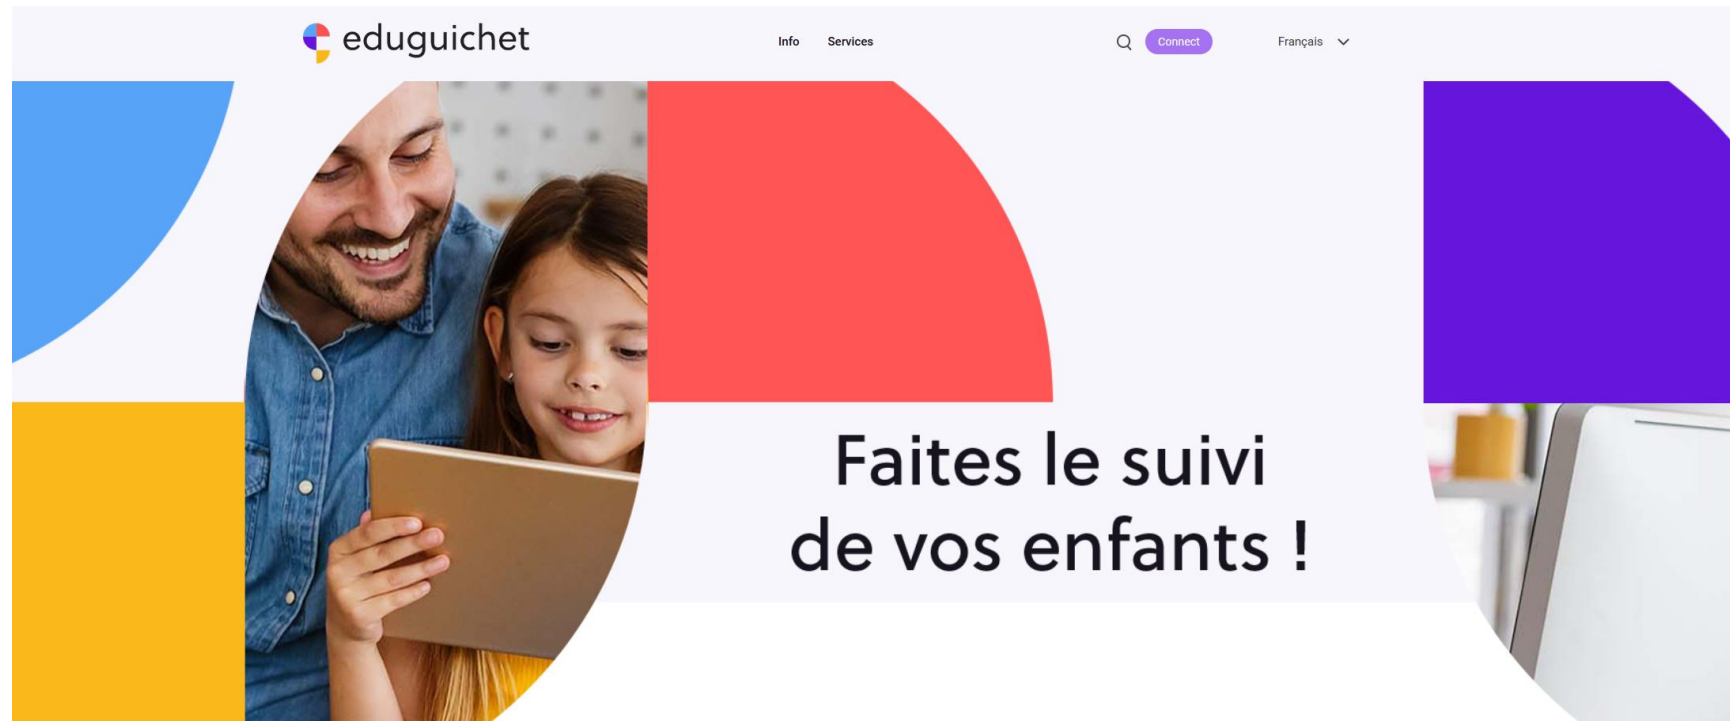 eduguichet
Info Services
Connect
Français
Faites le suivi
de vos enfants !